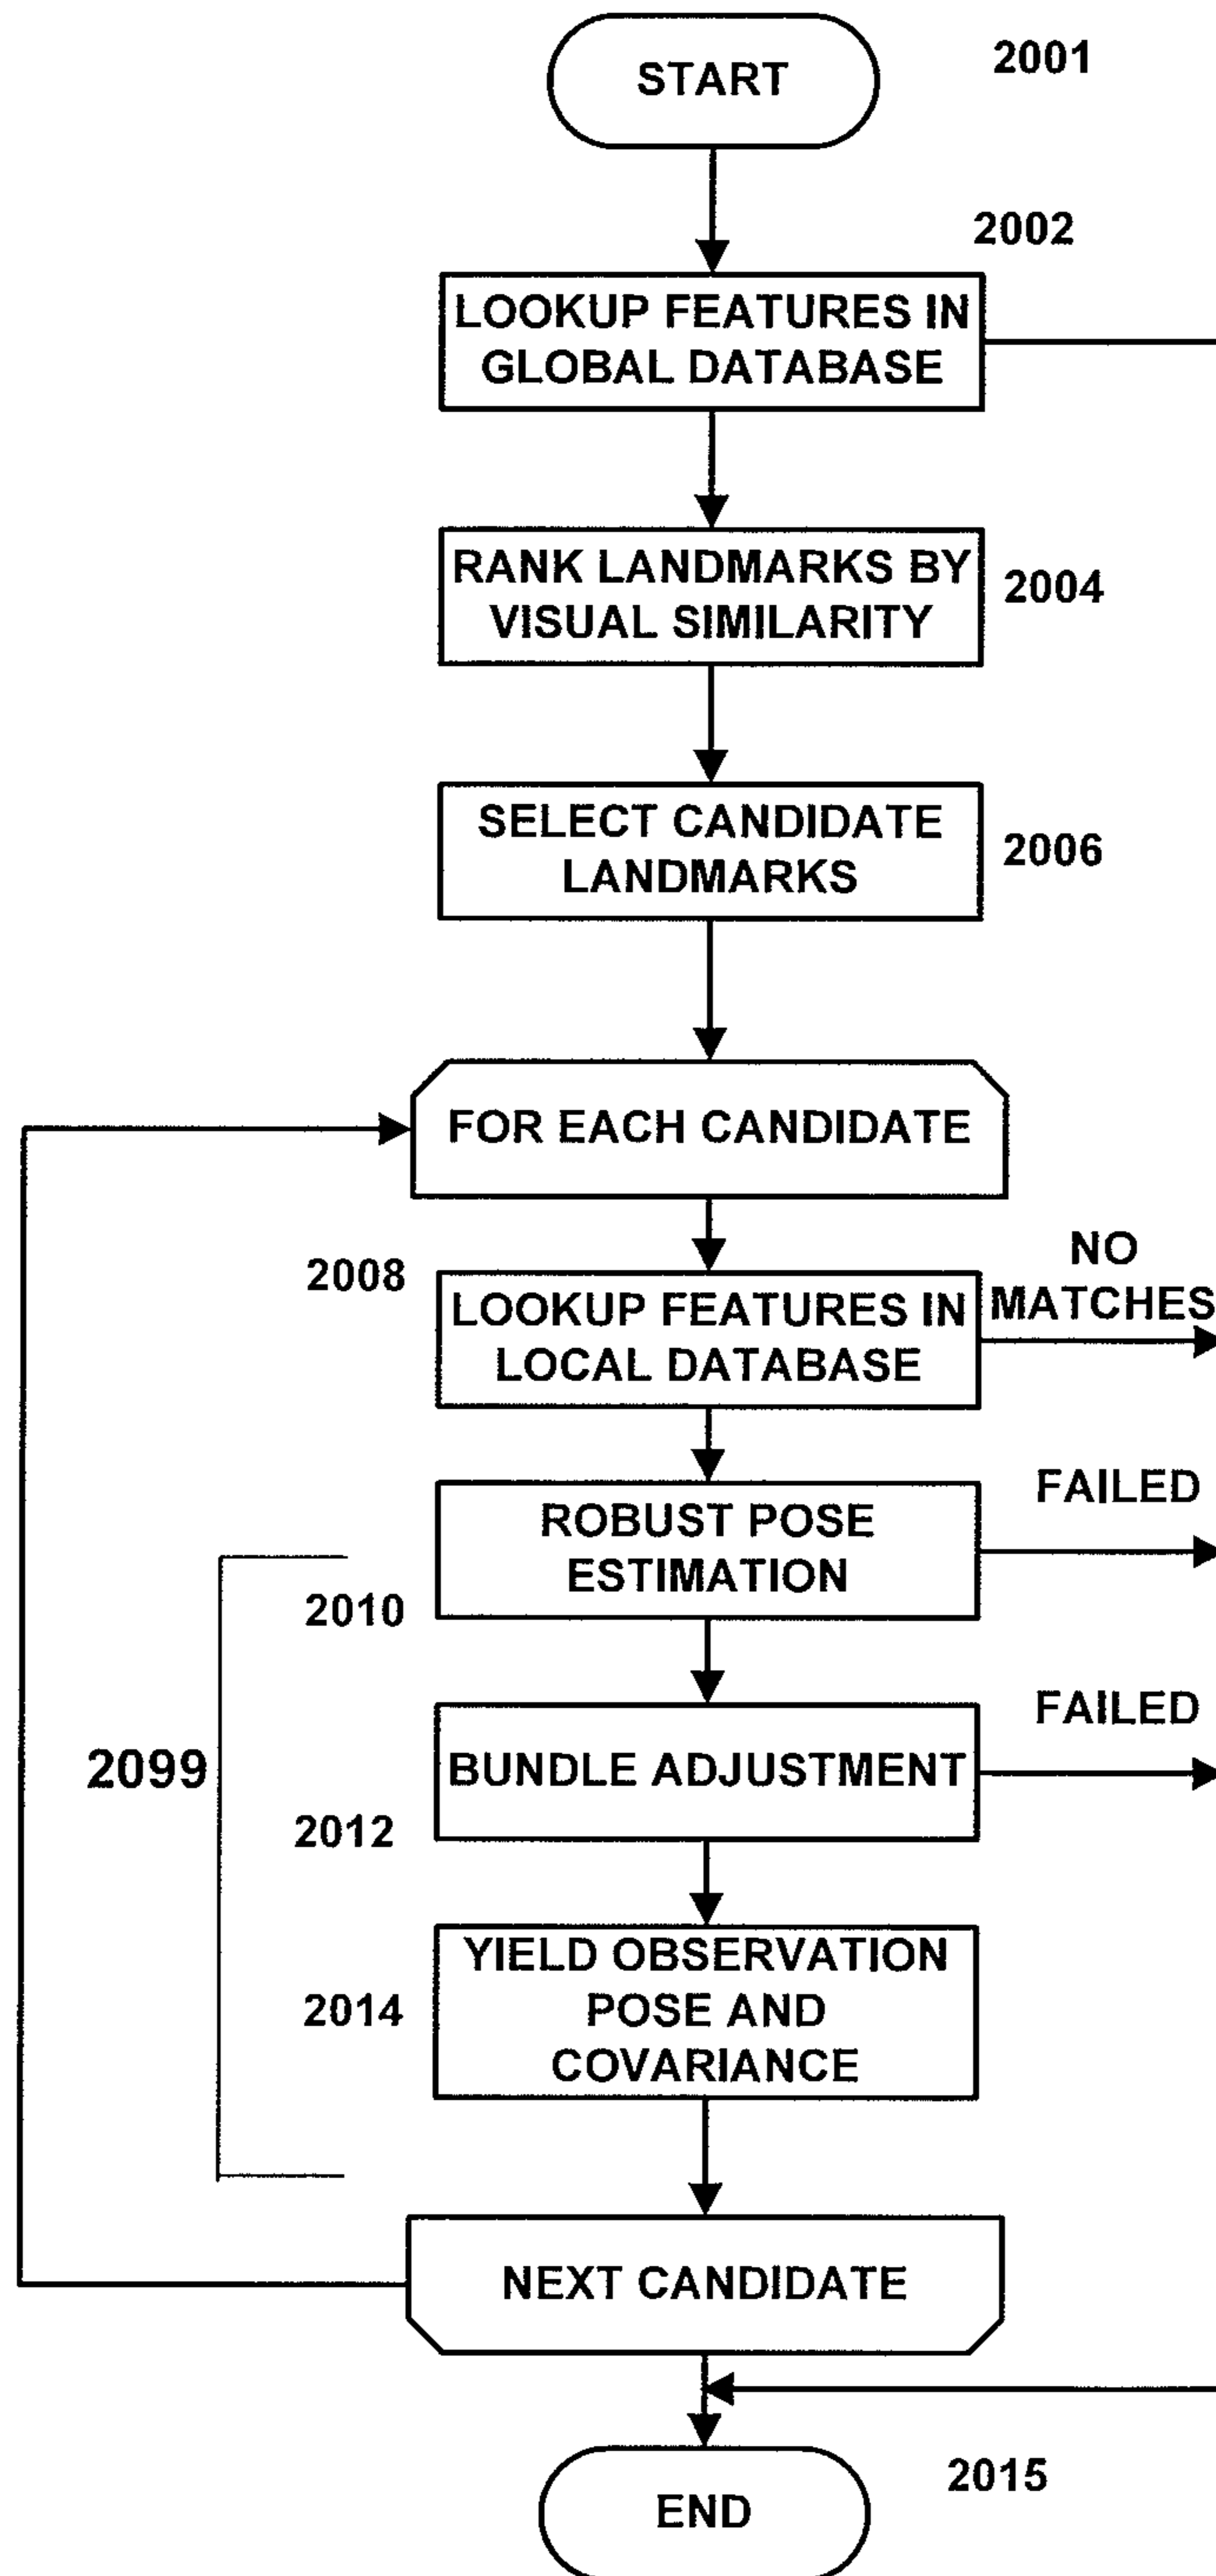 START
2001
2002
LOOKUP FEATURES IN
GLOBAL DATABASE
RANK LANDMARKS BY
VISUAL SIMILARITY
2004
SELECT CANDIDATE
LANDMARKS
2006
FOR EACH CANDIDATE
2008
LOOKUP FEATURES IN
LOCAL DATABASE
NO
MATCHES
ROBUST POSE
ESTIMATION
FAILED
2010
BUNDLE ADJUSTMENT
FAILED
2099
2012
YIELD OBSERVATION
POSE AND
COVARIANCE
2014
NEXT CANDIDATE
2015
END